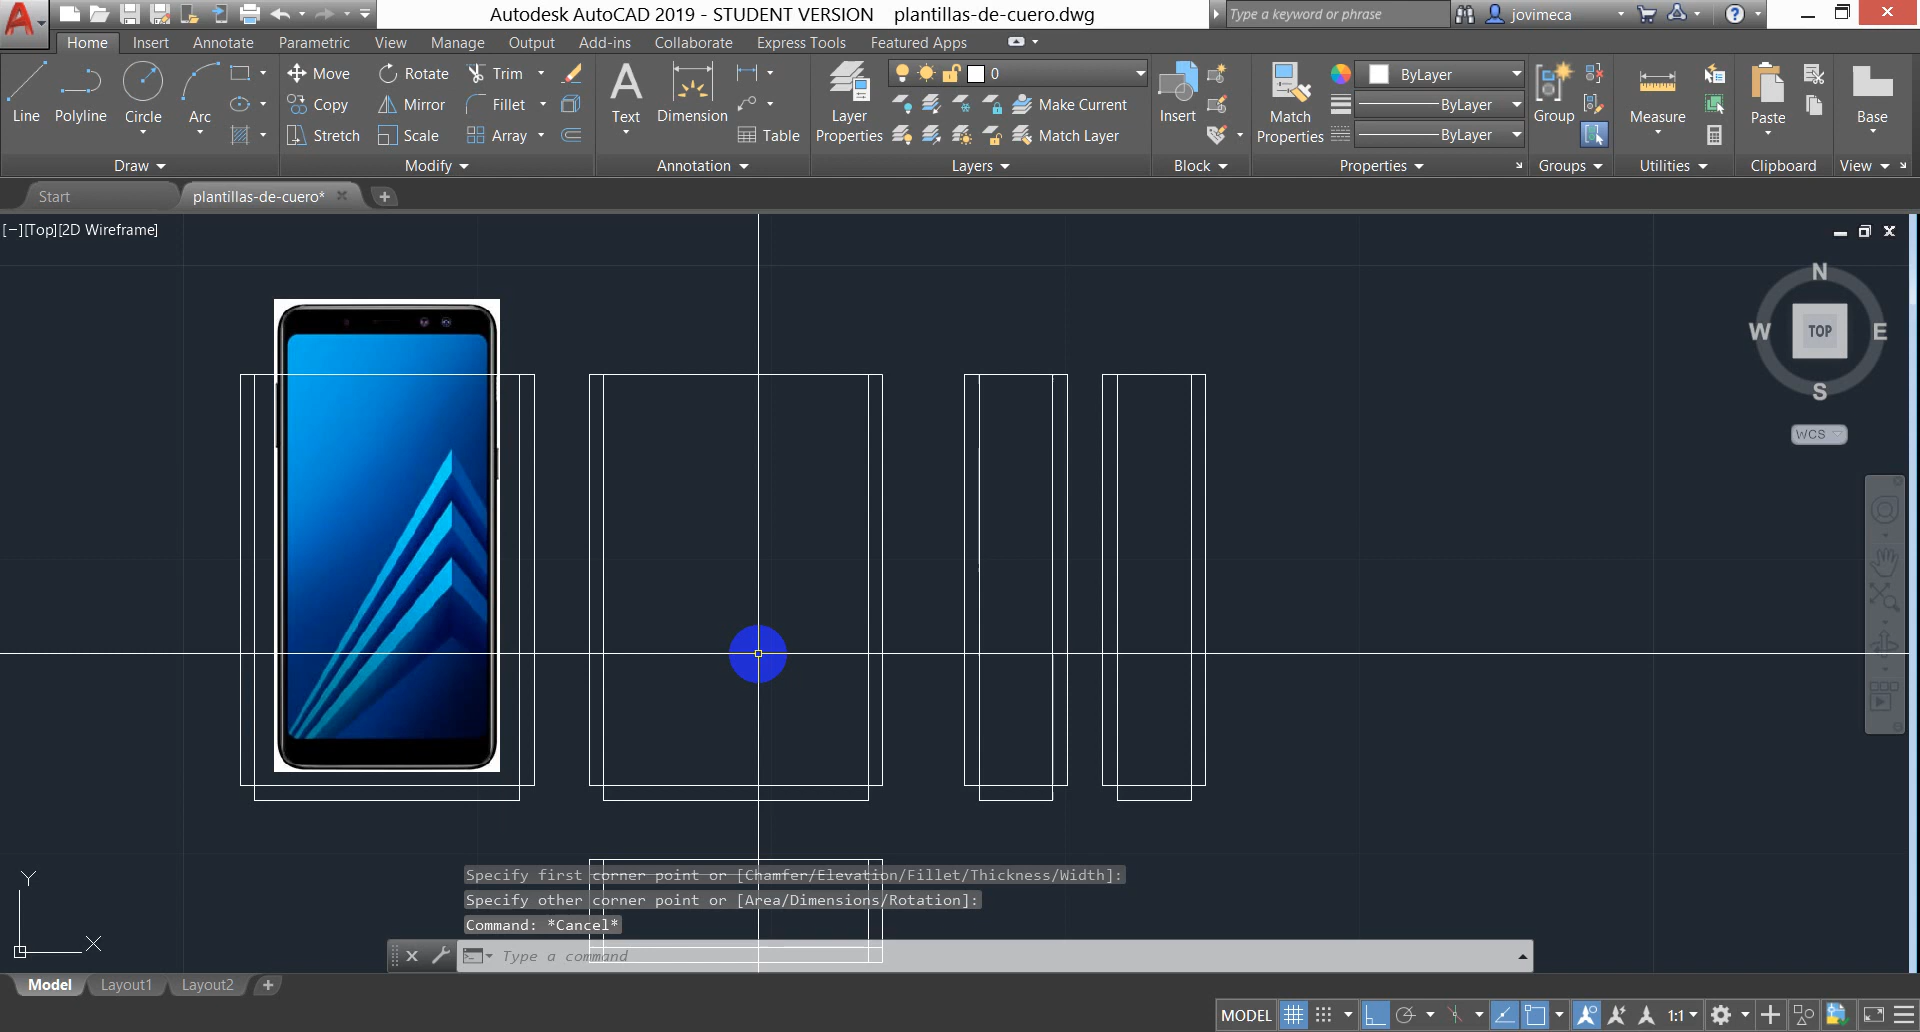 Autodesk AutoCAD 2019 - STUDENT VERSION plantillas-de-cuero.dwg
Type a keyword or phrase
jovimeca
Home Insert Annotate Parametric View Manage Output Add-ins Collaborate Express Tools Featured Apps
Line Polyline Circle Arc
Draw
Move Rotate Trim
Copy Mirror Fillet
Stretch Scale Array
Modify
Text Dimension Table
Annotation
Layer Properties
0
Make Current
Match Layer
Layers
Insert
Block
Match Properties
ByLayer
ByLayer
ByLayer
Properties
Group
Groups
Measure
Utilities
Paste
Clipboard
Base
View
Start
plantillas-de-cuero*
[−][Top][2D Wireframe]
N
W TOP E
S
WCS
Y
X
Specify first corner point or [Chamfer/Elevation/Fillet/Thickness/Width]:
Specify other corner point or [Area/Dimensions/Rotation]:
Command: *Cancel*
Type a command
Model Layout1 Layout2
MODEL 1:1